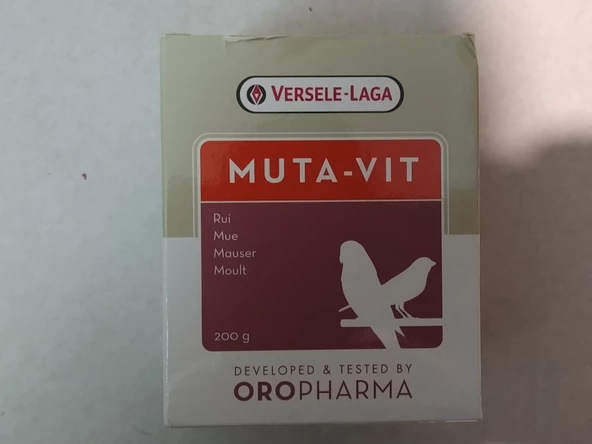 VERSELE-LAGA
MUTA-VIT
Rui
Mue
Mauser
Moult
200 g
DEVELOPED & TESTED BY
OROPHARMA